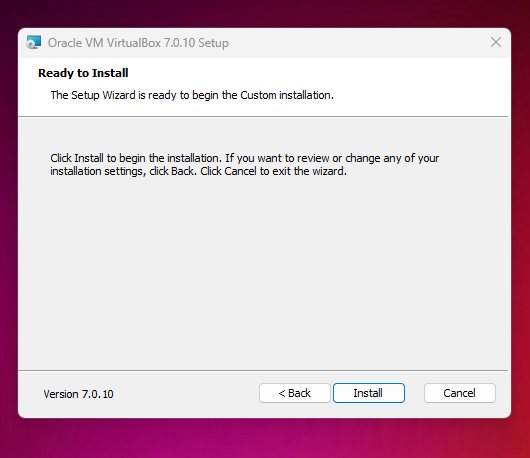 Oracle VM VirtualBox 7.0.10 Setup
Ready to Install
The Setup Wizard is ready to begin the Custom installation.
Click Install to begin the installation. If you want to review or change any of your
installation settings, click Back. Click Cancel to exit the wizard.
Version 7.0.10
< Back
Install
Cancel